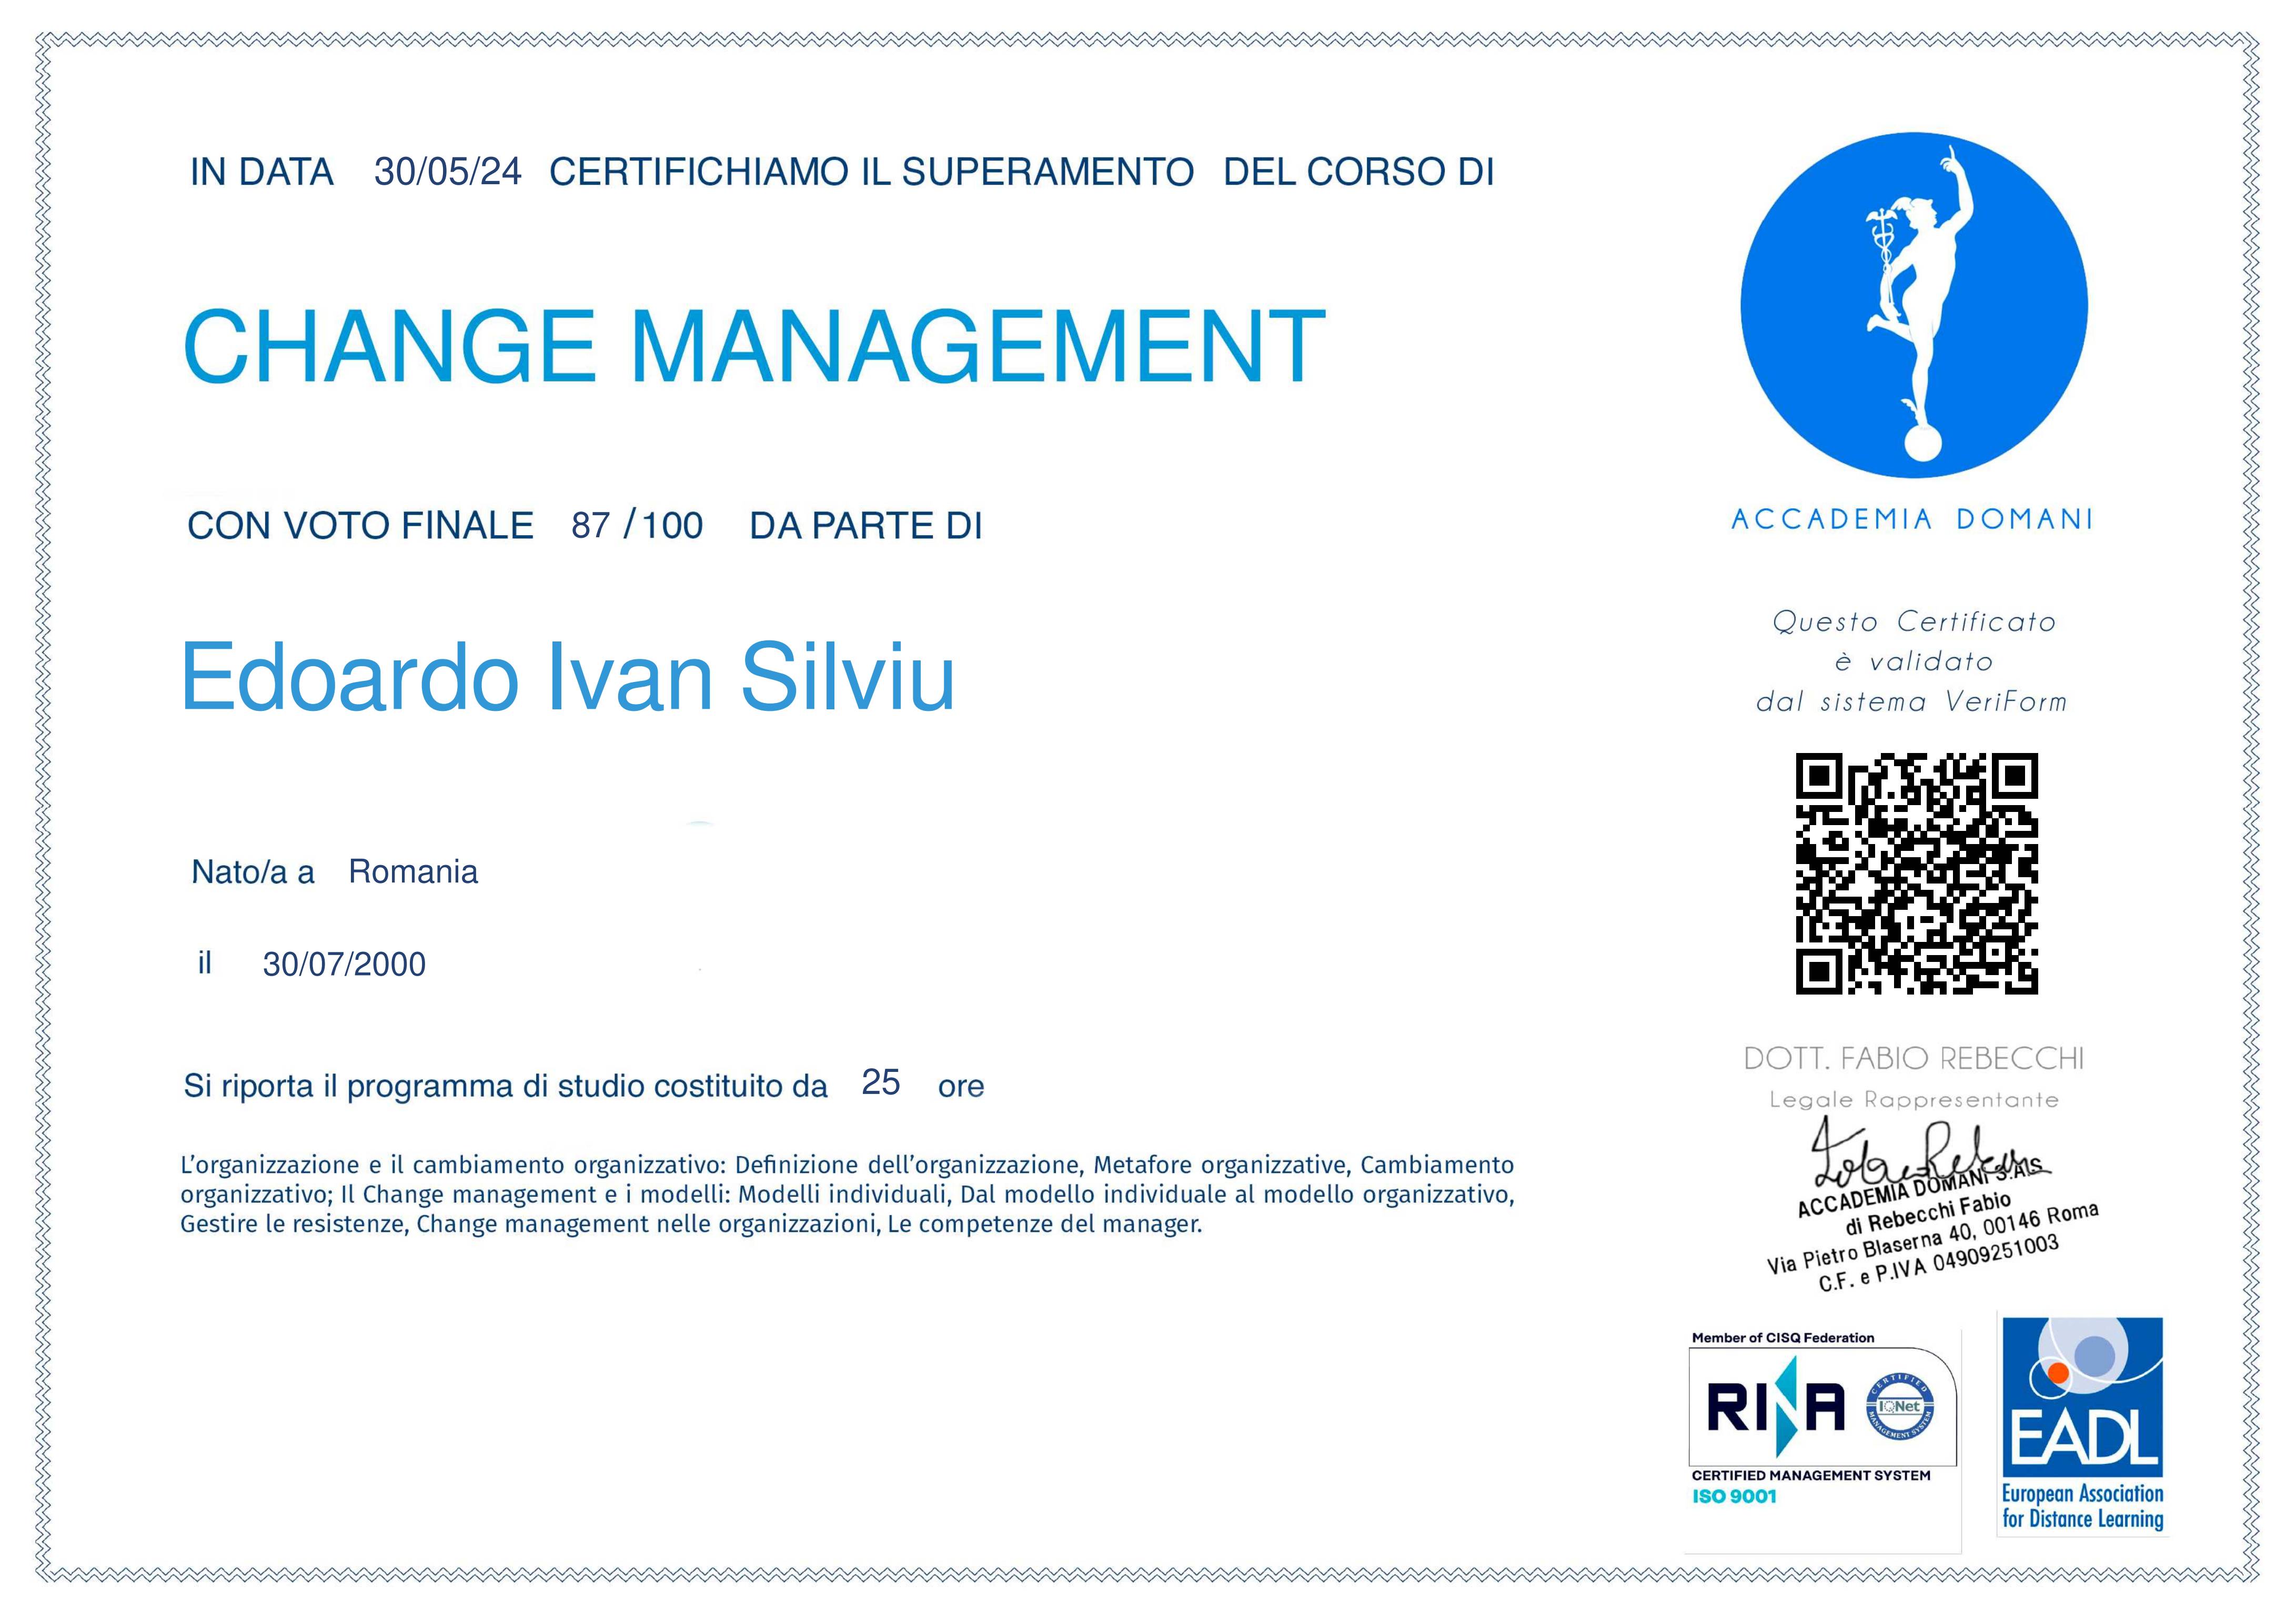 IN DATA 30/05/24 CERTIFICHIAMO IL SUPERAMENTO DEL CORSO DI
CHANGE MANAGEMENT
CON VOTO FINALE 87 /100 DA PARTE DI
Edoardo Ivan Silviu
Nato/a a Romania
il 30/07/2000
Si riporta il programma di studio costituito da 25 ore
L'organizzazione e il cambiamento organizzativo: Definizione dell'organizzazione, Metafore organizzative, Cambiamento
organizzativo; Il Change management e i modelli: Modelli individuali, Dal modello individuale al modello organizzativo,
Gestire le resistenze, Change management nelle organizzazioni, Le competenze del manager.
ACCADEMIA DOMANI
Questo Certificato
è validato
dal sistema VeriForm
DOTT. FABIO REBECCHI
Legale Rappresentante
ACCADEMIA DOMANI S.A.S
di Rebecchi Fabio
Via Pietro Blaserna 40, 00146 Roma
C.F. e P.IVA 04909251003
Member of CISQ Federation
RINA
CERTIFIED
IQNet
MANAGEMENT SYSTEM
CERTIFIED MANAGEMENT SYSTEM
ISO 9001
EADL
European Association
for Distance Learning